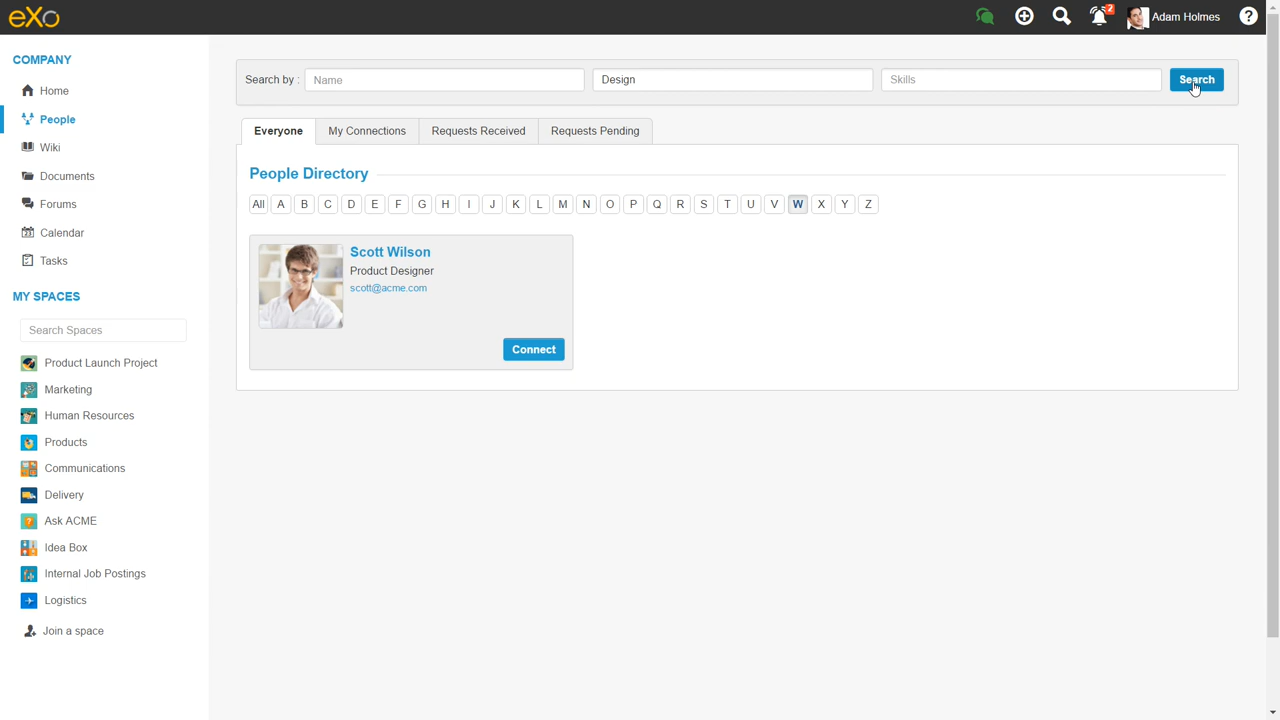 eXo
2
Adam Holmes
COMPANY
Home
People
Wiki
Documents
Forums
23 Calendar
Tasks
MY SPACES
Search Spaces
Product Launch Project
Marketing
Human Resources
Products
Communications
Delivery
Ask ACME
Idea Box
Internal Job Postings
Logistics
Join a space
Search by : Name Design Skills Search
Everyone My Connections Requests Received Requests Pending
People Directory
All A B C D E F G H I J K L M N O P Q R S T U V W X Y Z
Scott Wilson
Product Designer
scott@acme.com
Connect